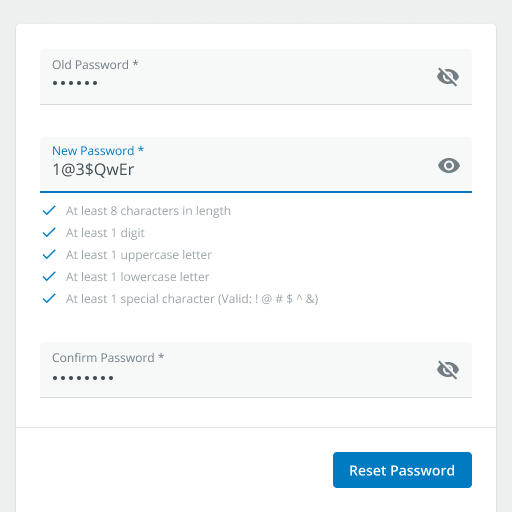 Old Password *
••••••
New Password *
1@3$QwEr
At least 8 characters in length
At least 1 digit
At least 1 uppercase letter
At least 1 lowercase letter
At least 1 special character (Valid: ! @ # $ ^ &)
Confirm Password *
••••••••
Reset Password